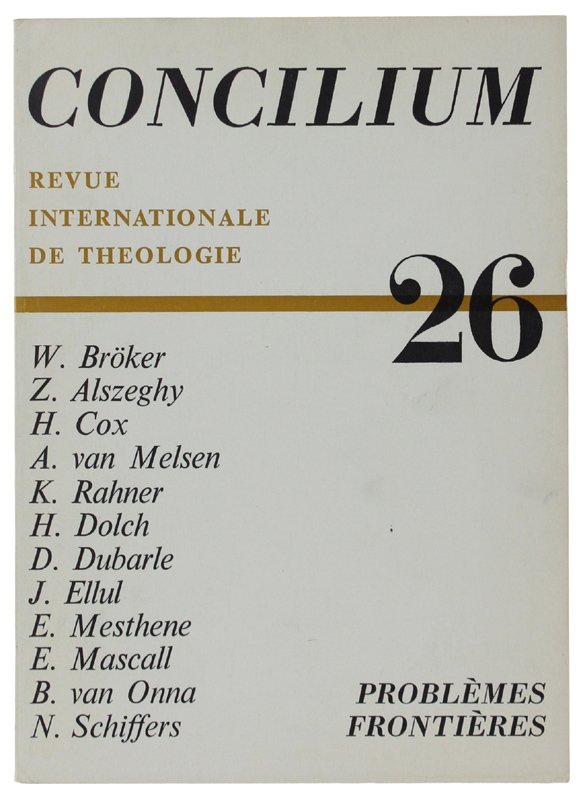 CONCILIUM
REVUE
INTERNATIONALE
DE THEOLOGIE
26
W. Bröker
Z. Alszeghy
H. Cox
A. van Melsen
K. Rahner
H. Dolch
D. Dubarle
J. Ellul
E. Mesthene
E. Mascall
B. van Onna
N. Schiffers
PROBLÈMES
FRONTIÈRES